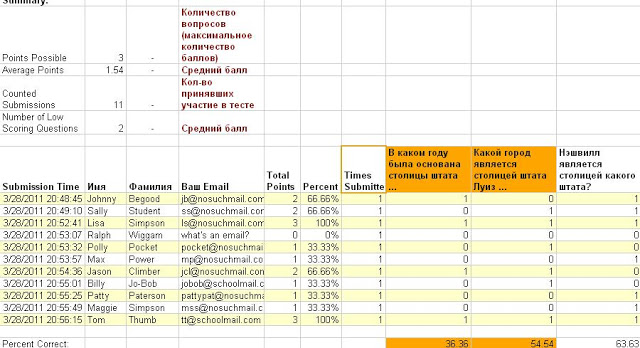 Summary:
Количество
вопросов
(максимальное
количество
Points Possible 3 - баллов)
Average Points 1.54 - Средний балл
Кол-во
Counted принявших
Submissions 11 - участие в тесте
Number of Low
Scoring Questions 2 - Средний балл
В каком году Какой город Нэшвилл
была основана является является
Total Times столицы штата столицей штата столицей какого
Submission Time Имя Фамилия Ваш Email Points Percent Submitte ... Луиз ... штата?
3/28/2011 20:48:45 Johnny Begood jb@nosuchmail.com 2 66.66% 1 1 0 1
3/28/2011 20:49:10 Sally Student ss@nosuchmail.com 2 66.66% 1 0 1 1
3/28/2011 20:52:41 Lisa Simpson ls@nosuchmail.com 3 100% 1 1 1 1
3/28/2011 20:53:07 Ralph Wiggam what's an email? 0 0% 1 0 0 0
3/28/2011 20:53:32 Polly Pocket pocket@nosuchmai 1 33.33% 1 0 1 0
3/28/2011 20:53:57 Max Power mp@nosuchmail.co 1 33.33% 1 0 0 1
3/28/2011 20:54:36 Jason Climber jcl@nosuchmail.con 2 66.66% 1 1 1 0
3/28/2011 20:55:01 Billy Jo-Bob jobob@schoolmail.c 1 33.33% 1 0 1 0
3/28/2011 20:55:25 Patty Paterson pattypat@nosuchma 1 33.33% 1 0 0 1
3/28/2011 20:55:49 Maggie Simpson mss@nosuchmail.c 1 33.33% 1 0 0 1
3/28/2011 20:56:15 Tom Thumb tt@schoolmail.com 3 100% 1 1 1 1
Percent Correct: 36.36 54.54 63.63